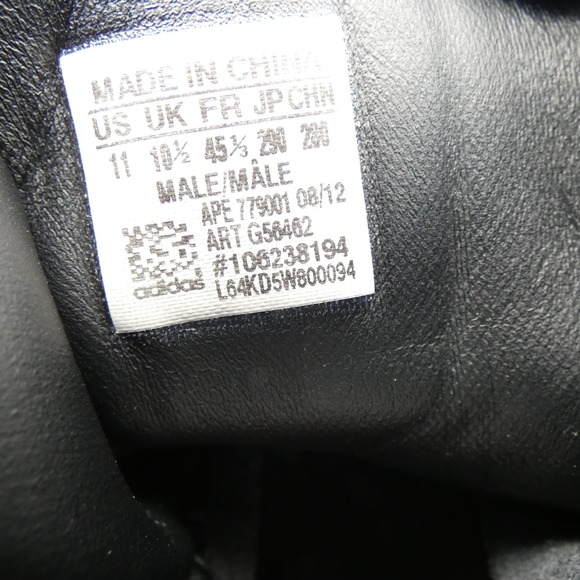 MADE IN CHINA
US UK FR JP CHN
11 10½ 45⅓ 290 290
MALE/MÂLE
APE 779001 08/12
ART G56462
#106238194
adidas L64KD5W800094